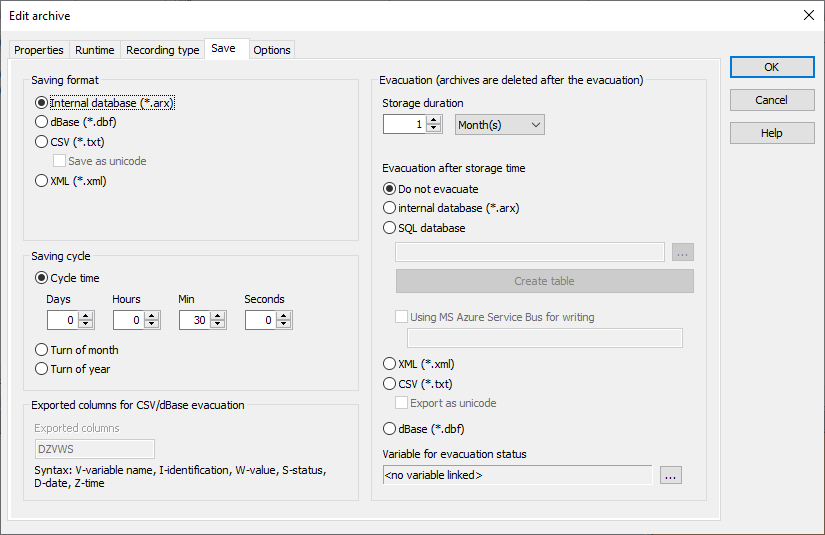 Edit archive
Properties
Runtime
Recording type
Save
Options
Saving format
Internal database (*.arx)
dBase (*.dbf)
CSV (*.txt)
Save as unicode
XML (*.xml)
Saving cycle
Cycle time
Days Hours Min Seconds
0 0 30 0
Turn of month
Turn of year
Exported columns for CSV/dBase evacuation
Exported columns
DZVWS
Syntax: V-variable name, I-identification, W-value, S-status,
D-date, Z-time
Evacuation (archives are deleted after the evacuation)
Storage duration
1 Month(s)
Evacuation after storage time
Do not evacuate
internal database (*.arx)
SQL database
...
Create table
Using MS Azure Service Bus for writing
XML (*.xml)
CSV (*.txt)
Export as unicode
dBase (*.dbf)
Variable for evacuation status
<no variable linked> ...
OK
Cancel
Help